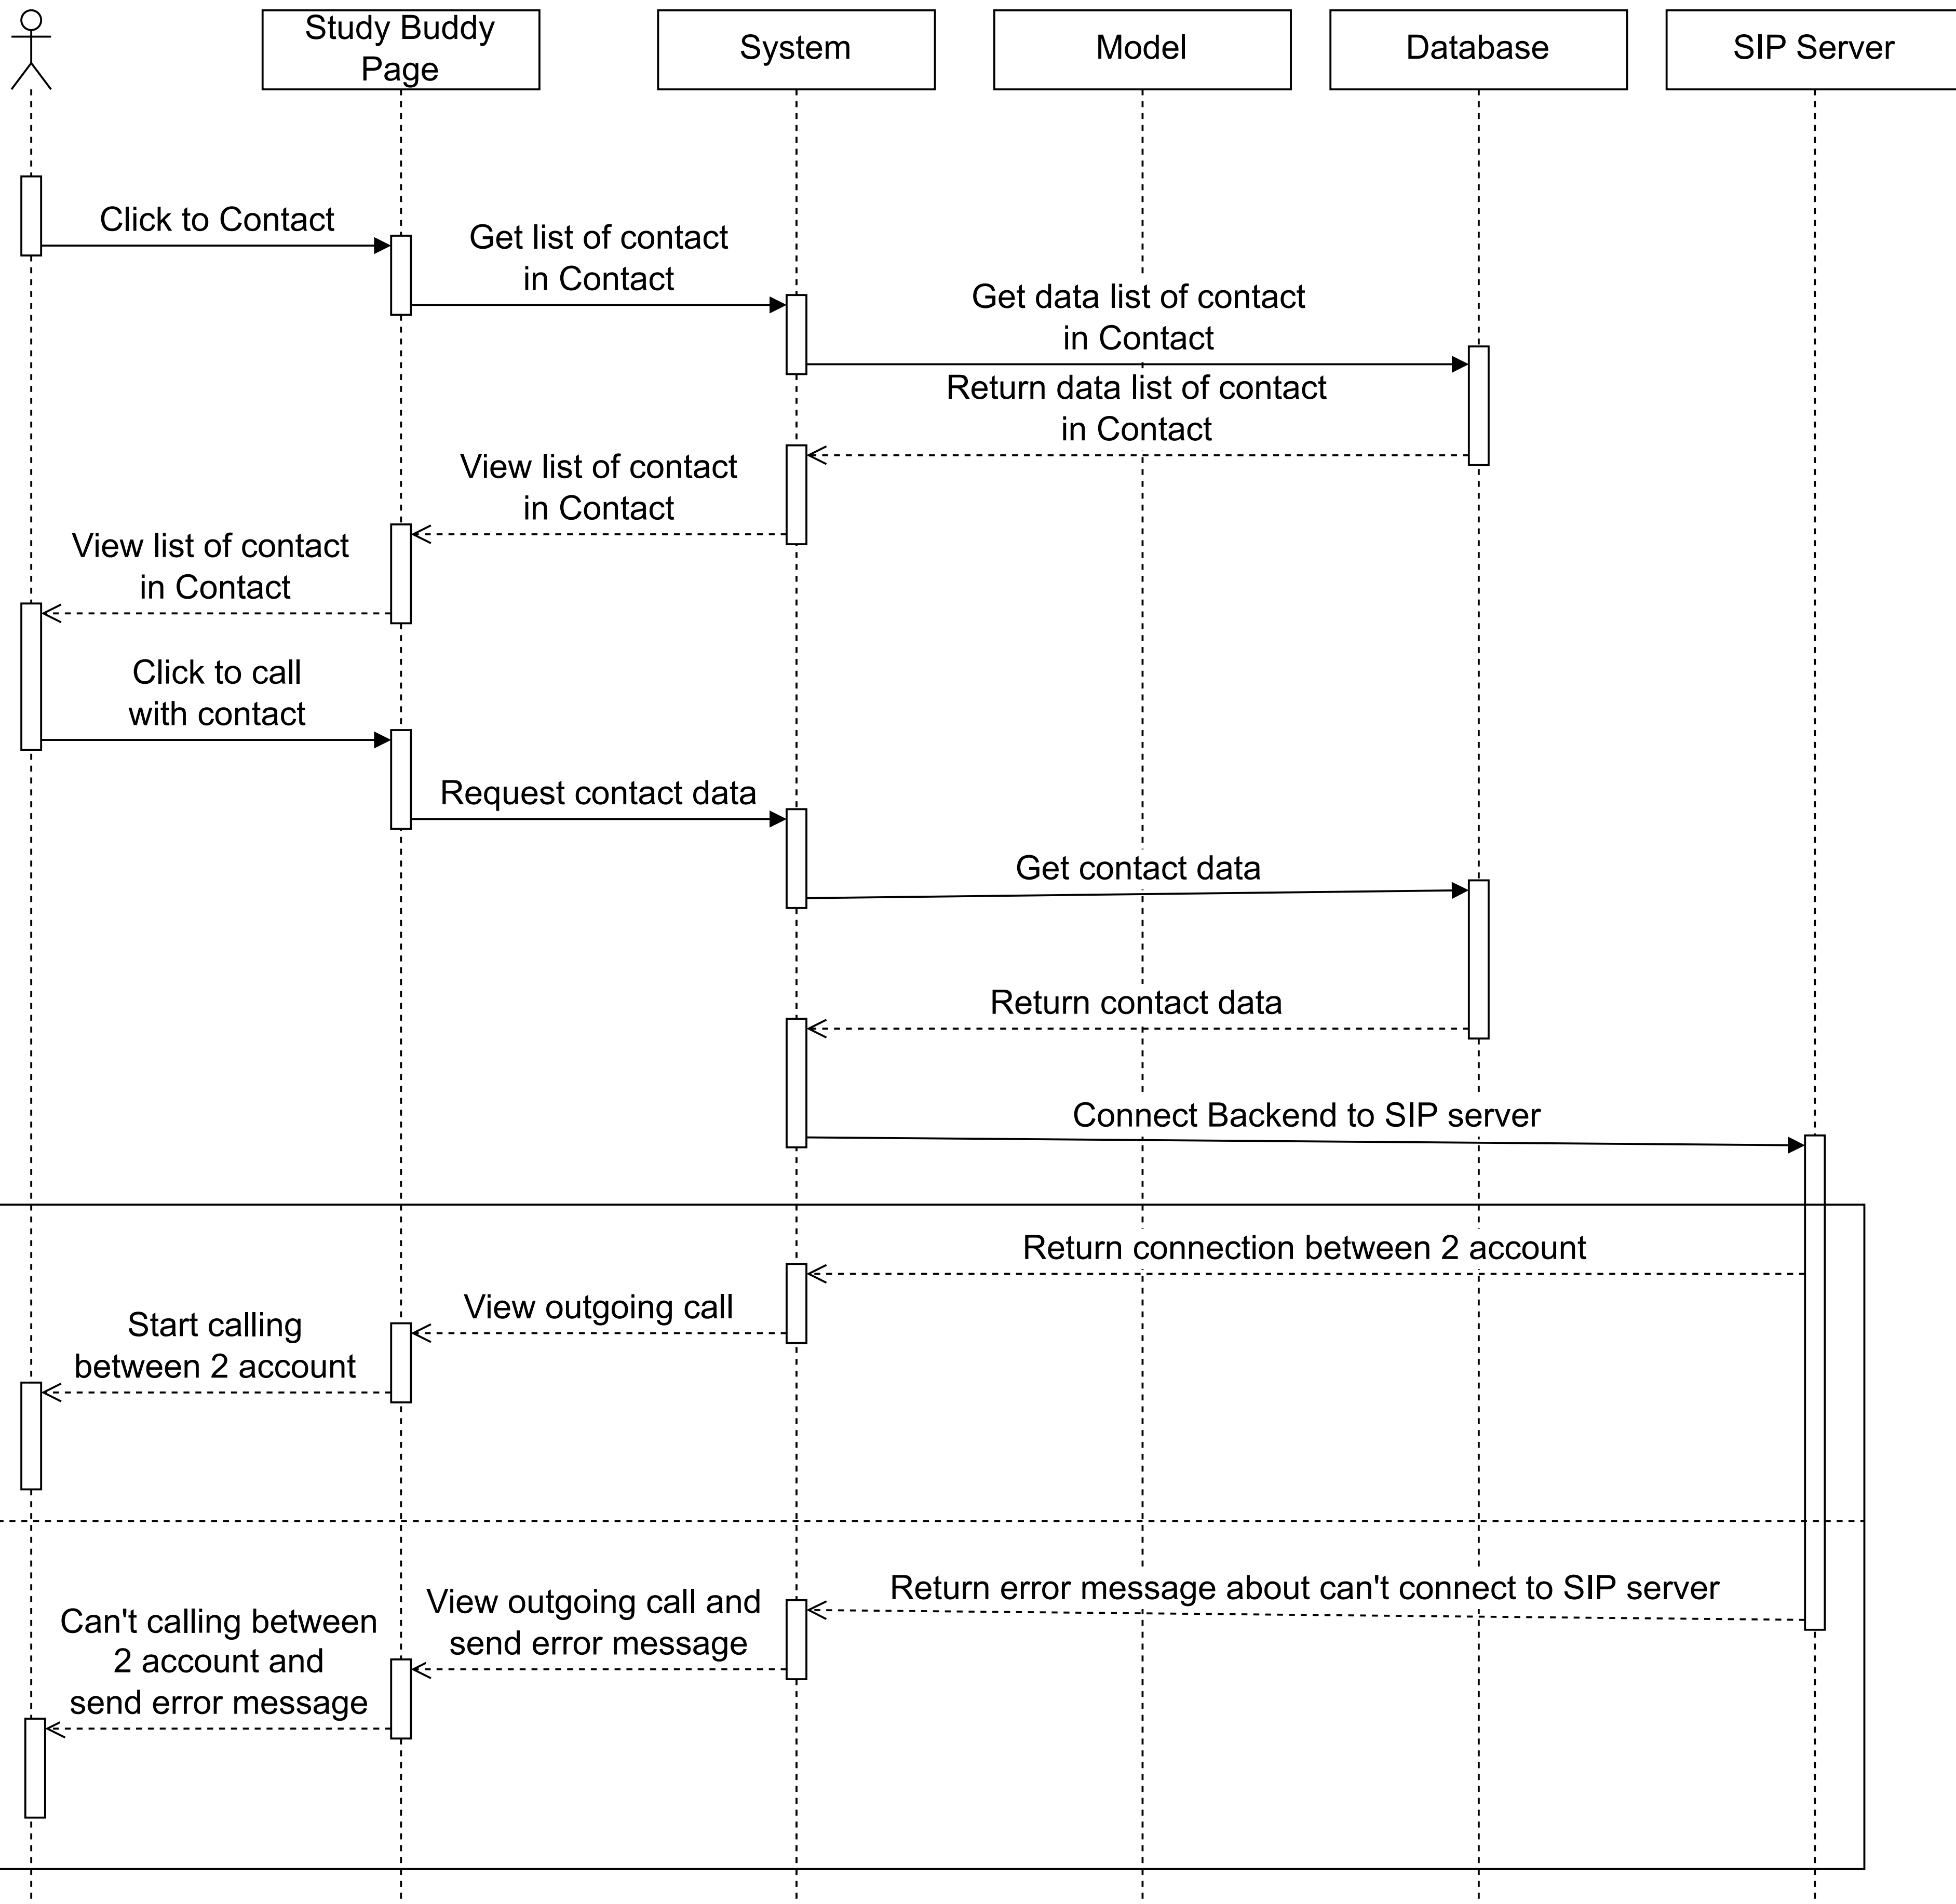 Study Buddy
Page
System
Model
Database
SIP Server
Click to Contact
Get list of contact
in Contact
Get data list of contact
in Contact
Return data list of contact
in Contact
View list of contact
in Contact
View list of contact
in Contact
Click to call
with contact
Request contact data
Get contact data
Return contact data
Connect Backend to SIP server
Return connection between 2 account
View outgoing call
Start calling
between 2 account
Return error message about can't connect to SIP server
View outgoing call and
send error message
Can't calling between
2 account and
send error message